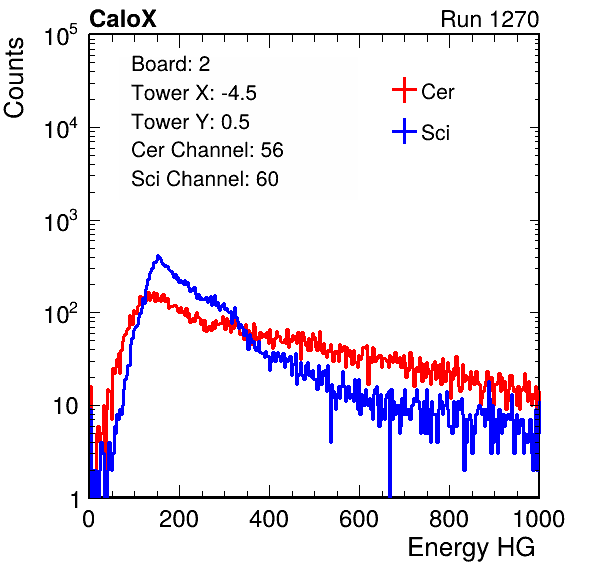 CaloX Run 1270
Counts
10^5
10^4
10^3
10^2
10
1
Board: 2
Tower X: -4.5
Tower Y: 0.5
Cer Channel: 56
Sci Channel: 60
Cer
Sci
0 200 400 600 800 1000
Energy HG